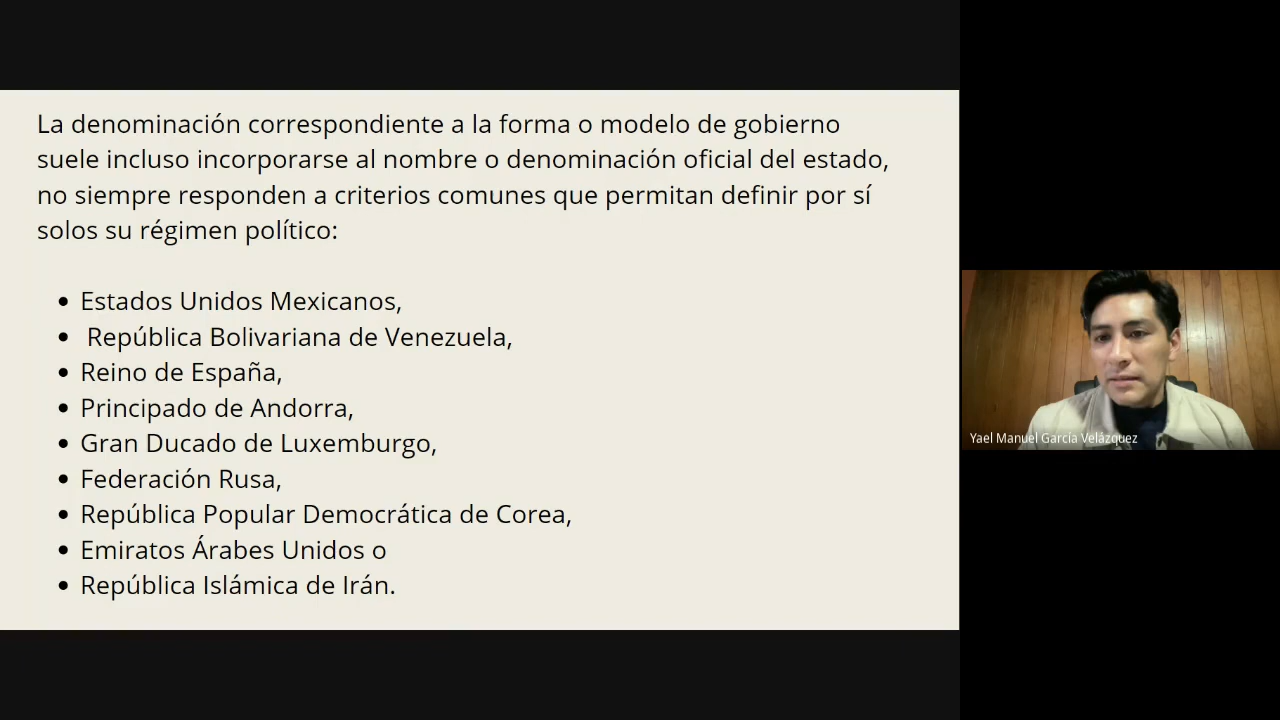 La denominación correspondiente a la forma o modelo de gobierno
suele incluso incorporarse al nombre o denominación oficial del estado,
no siempre responden a criterios comunes que permitan definir por sí
solos su régimen político:
• Estados Unidos Mexicanos,
• República Bolivariana de Venezuela,
• Reino de España,
• Principado de Andorra,
• Gran Ducado de Luxemburgo,
• Federación Rusa,
• República Popular Democrática de Corea,
• Emiratos Árabes Unidos o
• República Islámica de Irán.
Yael Manuel García Velázquez